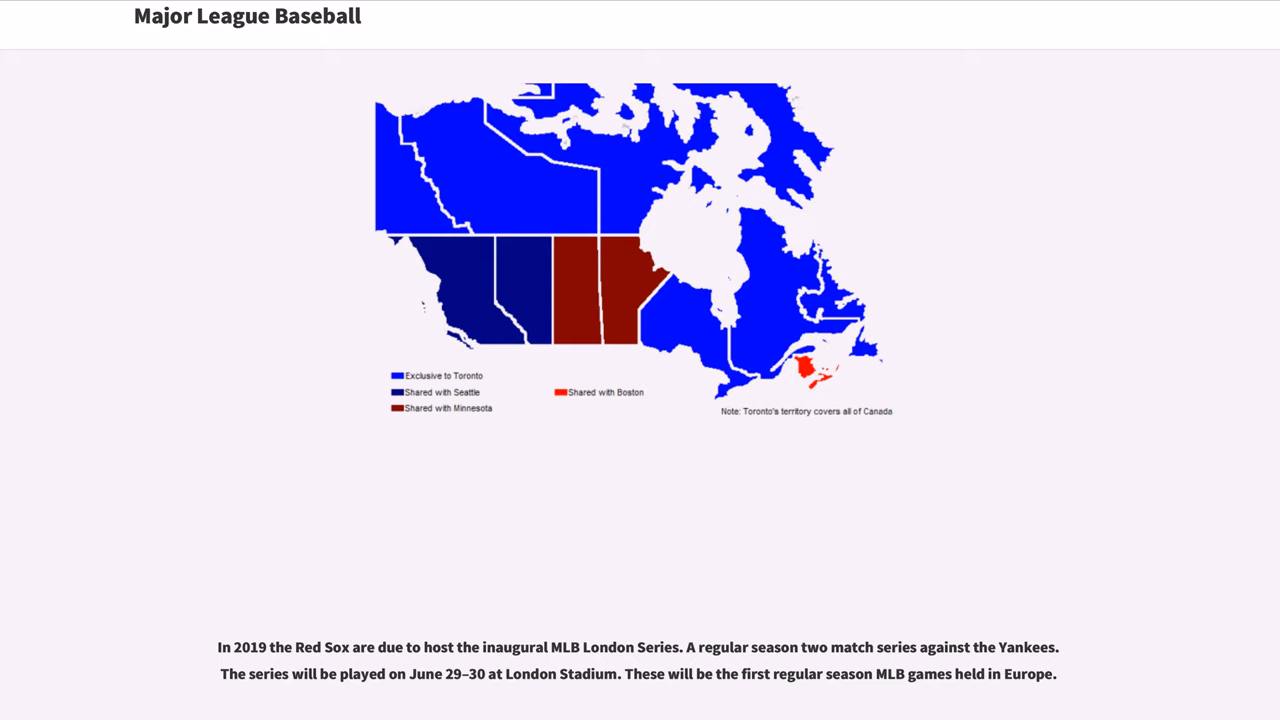 Major League Baseball
Exclusive to Toronto
Shared with Seattle
Shared with Boston
Shared with Minnesota
Note: Toronto's territory covers all of Canada
In 2019 the Red Sox are due to host the inaugural MLB London Series. A regular season two match series against the Yankees.
The series will be played on June 29–30 at London Stadium. These will be the first regular season MLB games held in Europe.